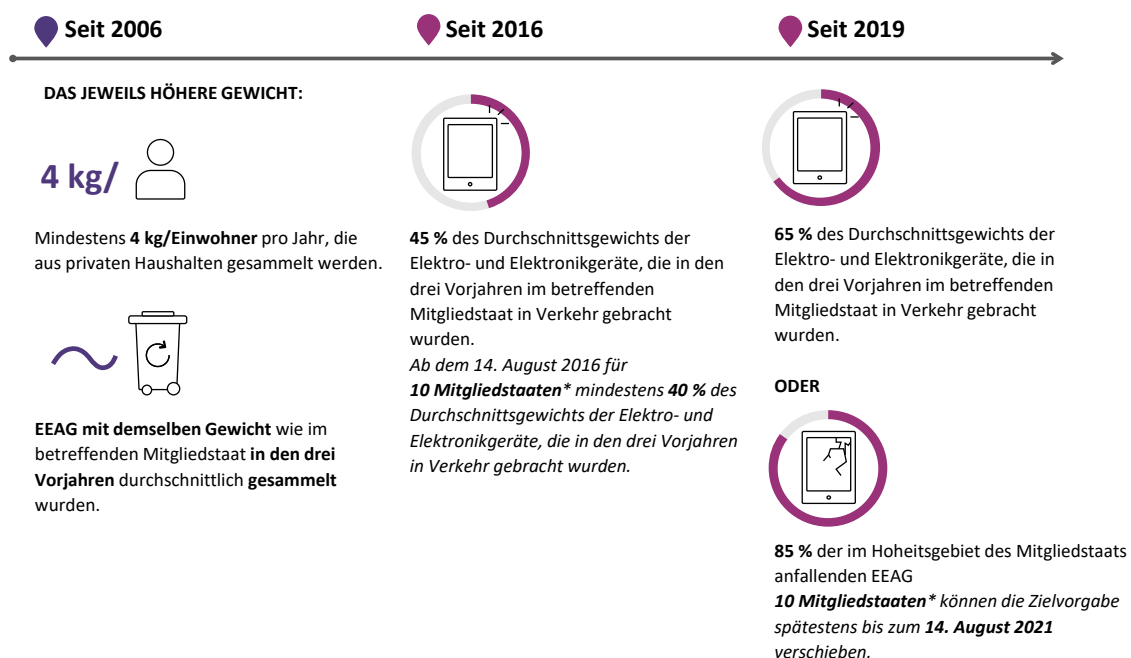 Seit 2006
DAS JEWEILS HÖHERE GEWICHT:
4 kg/
Mindestens 4 kg/Einwohner pro Jahr, die
aus privaten Haushalten gesammelt werden.
EEAG mit demselben Gewicht wie im
betreffenden Mitgliedstaat in den drei
Vorjahren durchschnittlich gesammelt
wurden.
Seit 2016
45 % des Durchschnittsgewichts der
Elektro- und Elektronikgeräte, die in den
drei Vorjahren im betreffenden
Mitgliedstaat in Verkehr gebracht
wurden.
Ab dem 14. August 2016 für
10 Mitgliedstaaten* mindestens 40 % des
Durchschnittsgewichts der Elektro- und
Elektronikgeräte, die in den drei Vorjahren
in Verkehr gebracht wurden.
Seit 2019
65 % des Durchschnittsgewichts der
Elektro- und Elektronikgeräte, die in
den drei Vorjahren im betreffenden
Mitgliedstaat in Verkehr gebracht
wurden.
ODER
85 % der im Hoheitsgebiet des Mitgliedstaats
anfallenden EEAG
10 Mitgliedstaaten* können die Zielvorgabe
spätestens bis zum 14. August 2021
verschieben.